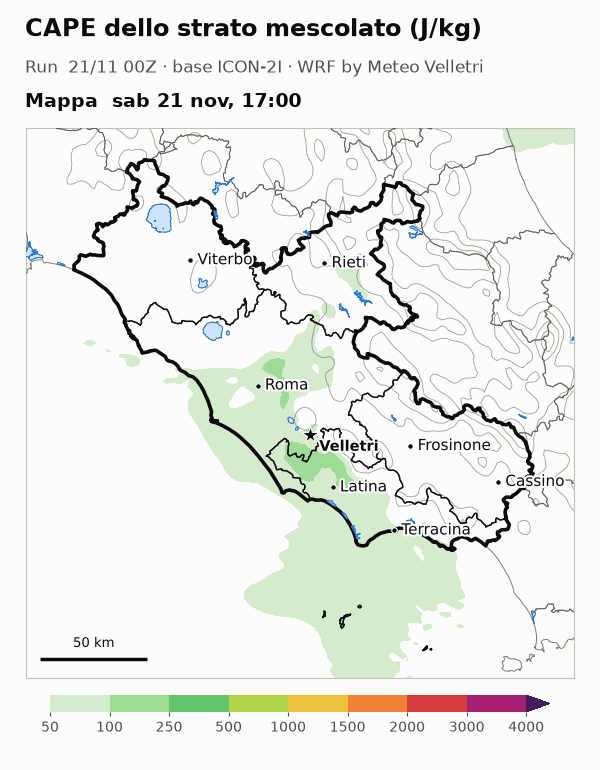 CAPE dello strato mescolato (J/kg)
Run  21/11 00Z · base ICON-2I · WRF by Meteo Velletri
Mappa  sab 21 nov, 17:00
Viterbo
Rieti
Roma
Velletri
Frosinone
Cassino
Latina
Terracina
50 km
50 100 250 500 1000 1500 2000 3000 4000